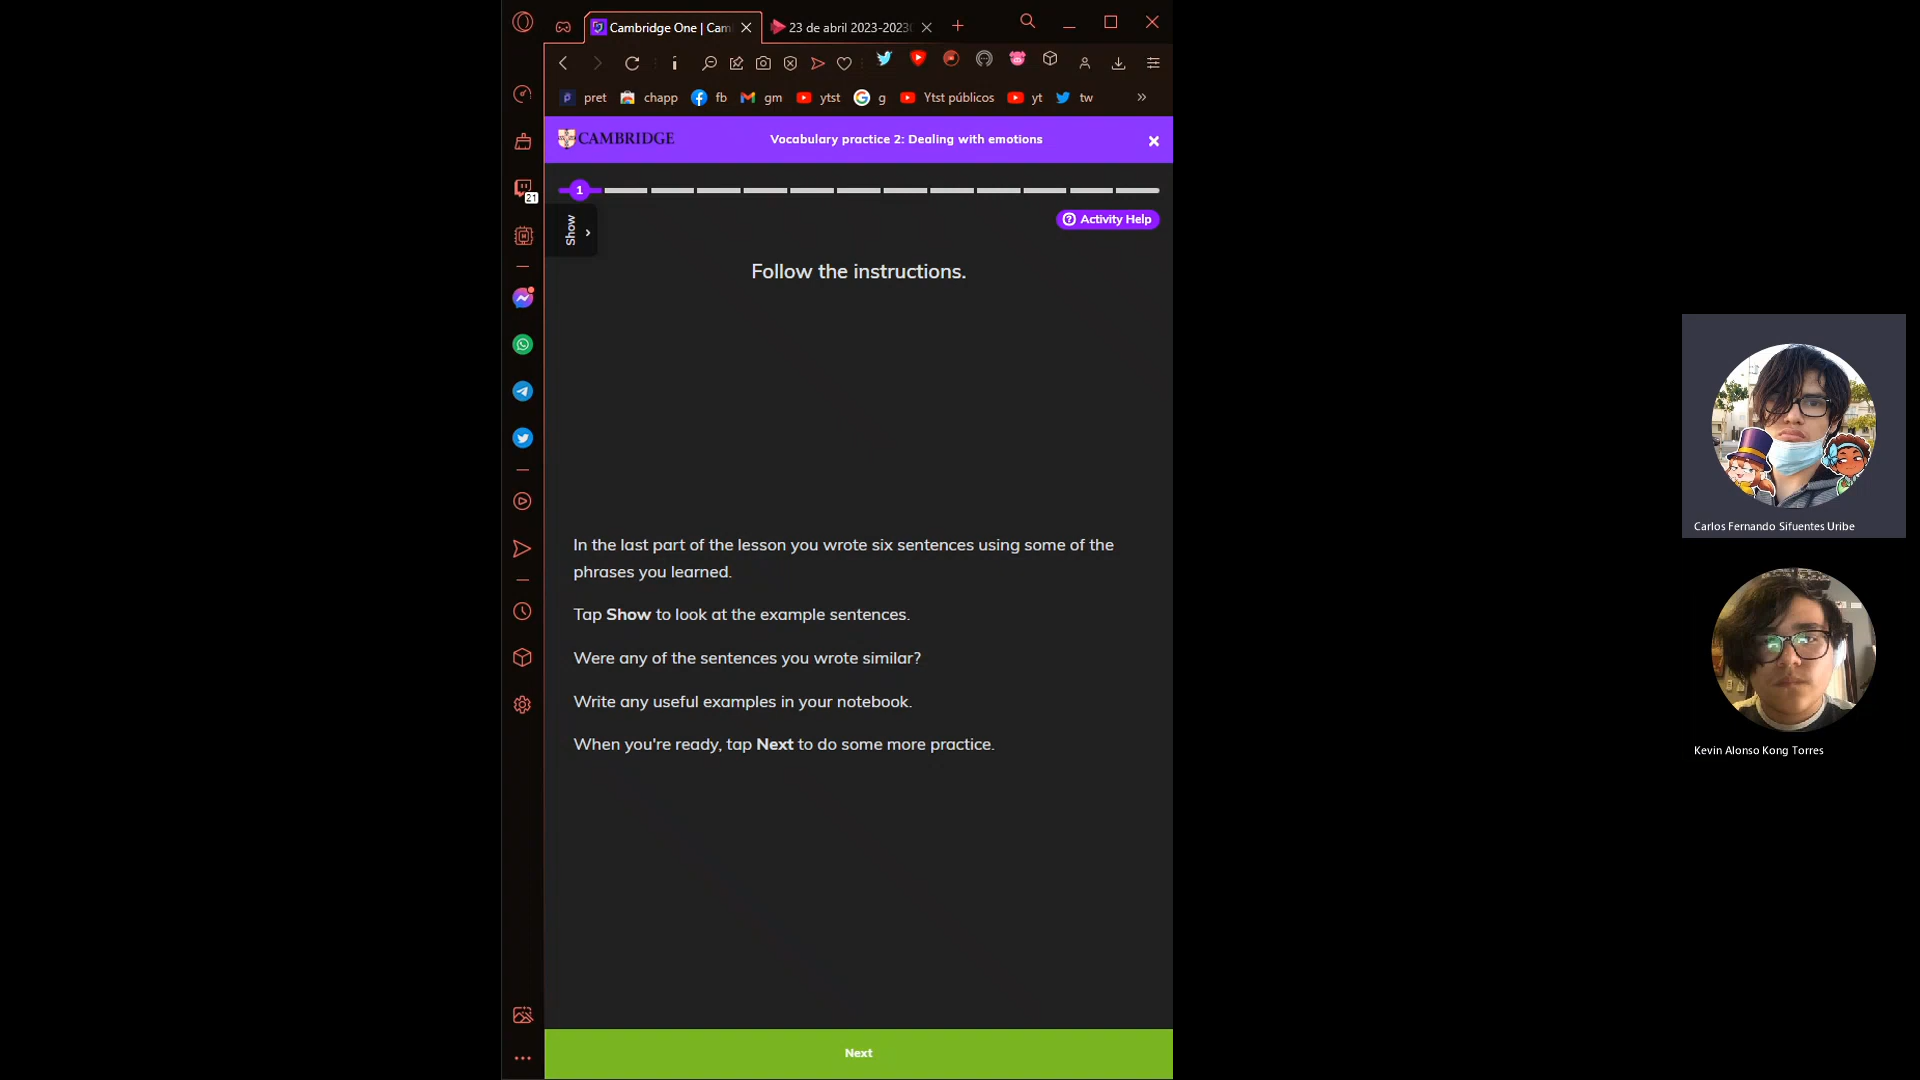 Cambridge One | Cam
23 de abril 2023-2023
pret
chapp
fb
gm
ytst
g
Ytst públicos
yt
tw
21
CAMBRIDGE
Vocabulary practice 2: Dealing with emotions
1
Show
Activity Help
Follow the instructions.
In the last part of the lesson you wrote six sentences using some of the
phrases you learned.
Tap Show to look at the example sentences.
Were any of the sentences you wrote similar?
Write any useful examples in your notebook.
When you're ready, tap Next to do some more practice.
Next
Carlos Fernando Sifuentes Uribe
Kevin Alonso Kong Torres